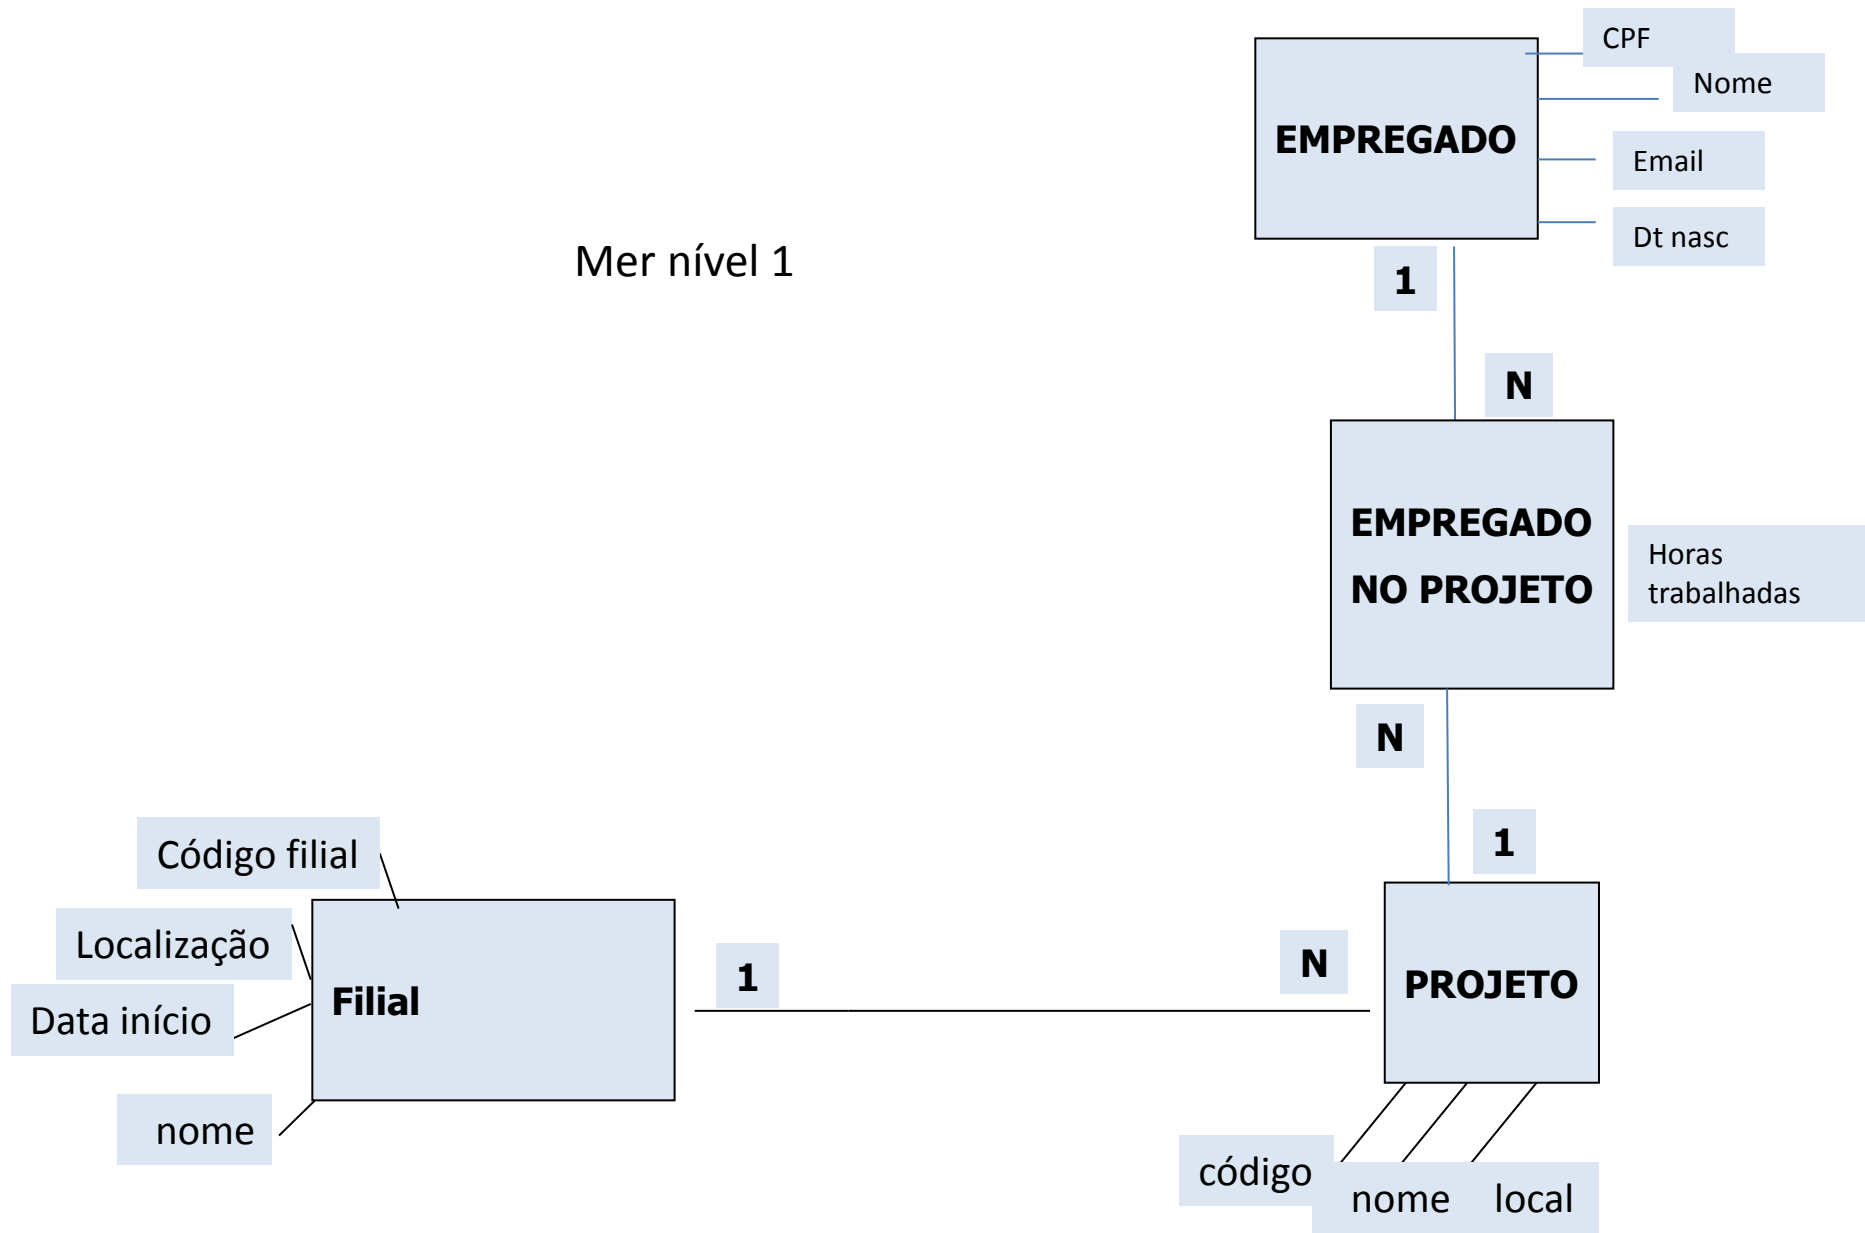 CPF
Nome
EMPREGADO
Email
Dt nasc
Mer nível 1
1
N
EMPREGADO
NO PROJETO
Horas
trabalhadas
N
1
Código filial
Localização
Data início
Filial
nome
1
N
PROJETO
código
nome
local